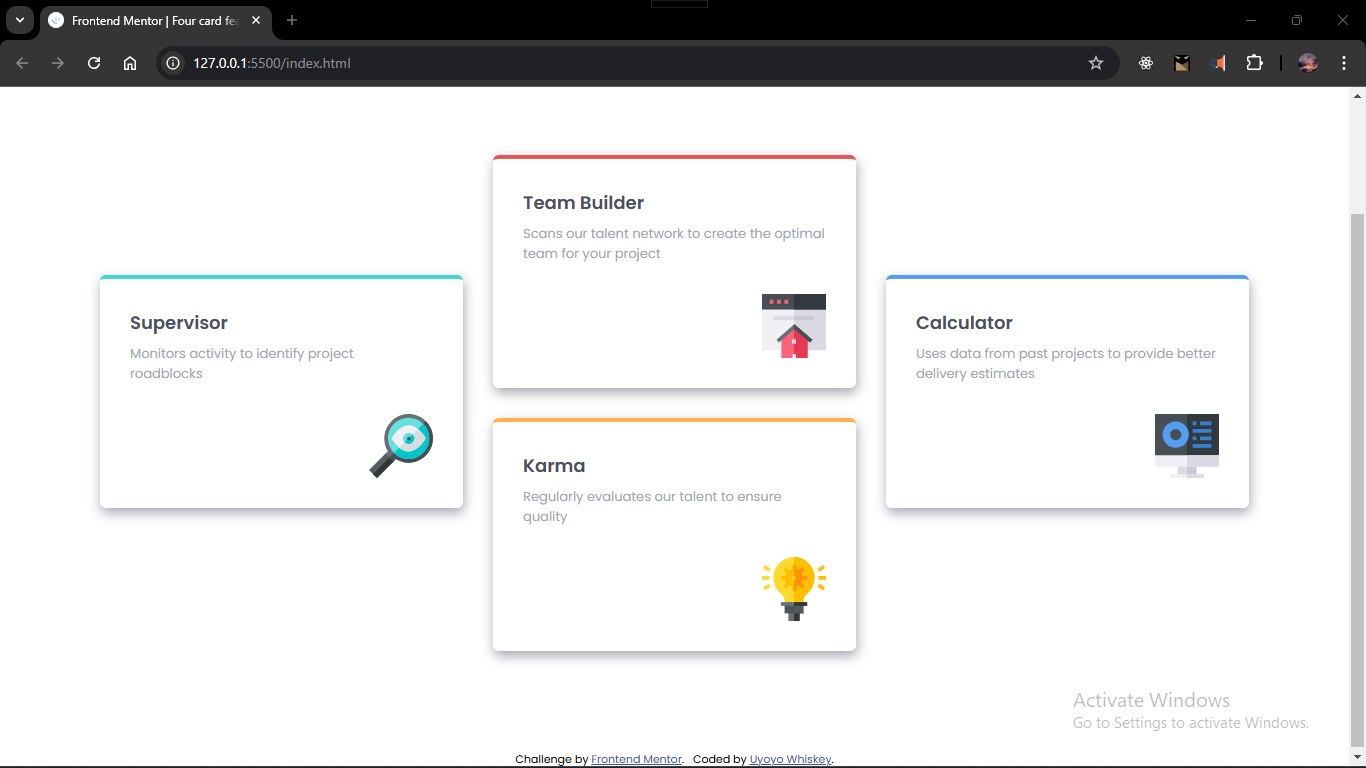 Frontend Mentor | Four card fe
127.0.0.1:5500/index.html
Team Builder
Scans our talent network to create the optimal
team for your project
Supervisor
Monitors activity to identify project
roadblocks
Calculator
Uses data from past projects to provide better
delivery estimates
Karma
Regularly evaluates our talent to ensure
quality
Activate Windows
Go to Settings to activate Windows.
Challenge by Frontend Mentor. Coded by Uyoyo Whiskey.